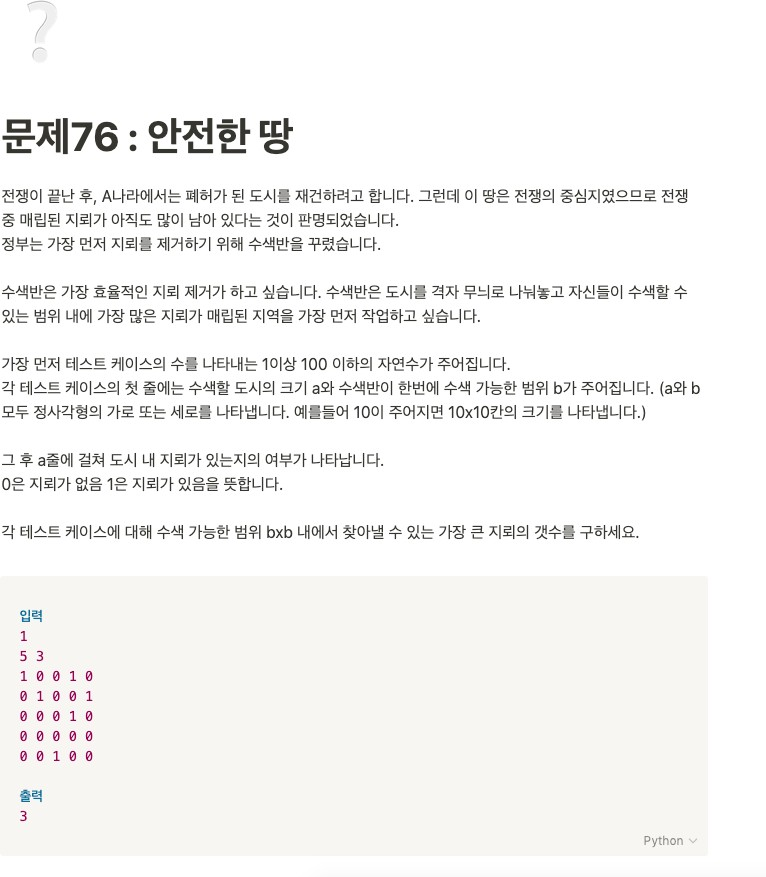 문제76 : 안전한 땅
전쟁이 끝난 후, A나라에서는 폐허가 된 도시를 재건하려고 합니다. 그런데 이 땅은 전쟁의 중심지였으므로 전쟁
중 매립된 지뢰가 아직도 많이 남아 있다는 것이 판명되었습니다.
정부는 가장 먼저 지뢰를 제거하기 위해 수색반을 꾸렸습니다.
수색반은 가장 효율적인 지뢰 제거가 하고 싶습니다. 수색반은 도시를 격자 무늬로 나눠놓고 자신들이 수색할 수
있는 범위 내에 가장 많은 지뢰가 매립된 지역을 가장 먼저 작업하고 싶습니다.
가장 먼저 테스트 케이스의 수를 나타내는 1이상 100 이하의 자연수가 주어집니다.
각 테스트 케이스의 첫 줄에는 수색할 도시의 크기 a와 수색반이 한번에 수색 가능한 범위 b가 주어집니다. (a와 b
모두 정사각형의 가로 또는 세로를 나타냅니다. 예를들어 10이 주어지면 10x10칸의 크기를 나타냅니다.)
그 후 a줄에 걸쳐 도시 내 지뢰가 있는지의 여부가 나타납니다.
0은 지뢰가 없음 1은 지뢰가 있음을 뜻합니다.
각 테스트 케이스에 대해 수색 가능한 범위 bxb 내에서 찾아낼 수 있는 가장 큰 지뢰의 갯수를 구하세요.
입력
1
5 3
1 0 0 1 0
0 1 0 0 1
0 0 0 1 0
0 0 0 0 0
0 0 1 0 0
출력
3
Python